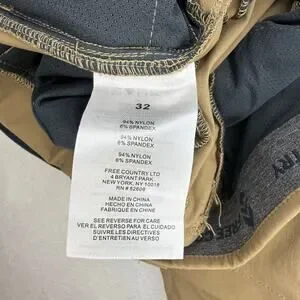 32
94% NYLON
6% SPANDEX
94% NYLON
6% SPANDEX
94% NYLON
6% SPANDEX
FREE COUNTRY LTD
4 BRYANT PARK
NEW YORK, NY 10018
RN # 62808
MADE IN CHINA
HECHO EN CHINA
FABRIQUÉ EN CHINE
SEE REVERSE FOR CARE
VER EL REVERSO PARA EL CUIDADO
SUIVRE LES DIRECTIVES
D'ENTRETIEN AU VERSO